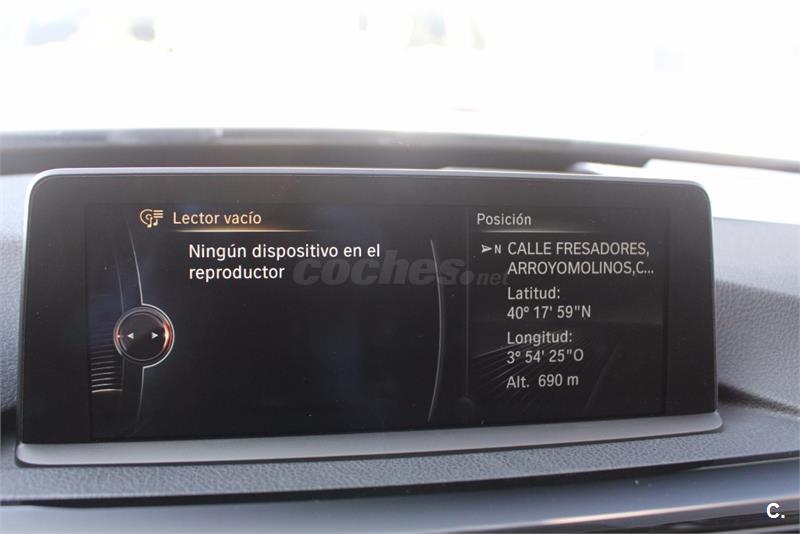 Lector vacío
Ningún dispositivo en el
reproductor
Posición
N CALLE FRESADORES,
ARROYOMOLINOS,C...
Latitud:
40° 17' 59"N
Longitud:
3° 54' 25"O
Alt. 690 m
coches.net
C.